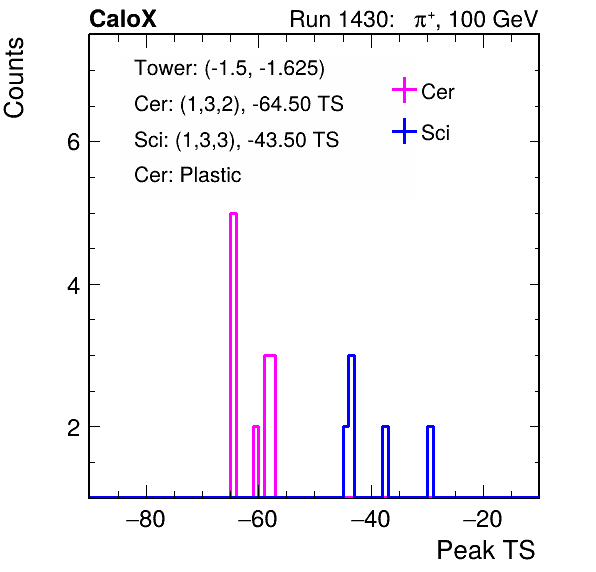 CaloX
Run 1430: π+, 100 GeV
Counts
Tower: (-1.5, -1.625)
Cer: (1,3,2), -64.50 TS
Sci: (1,3,3), -43.50 TS
Cer: Plastic
Cer
Sci
6
4
2
−80 −60 −40 −20
Peak TS